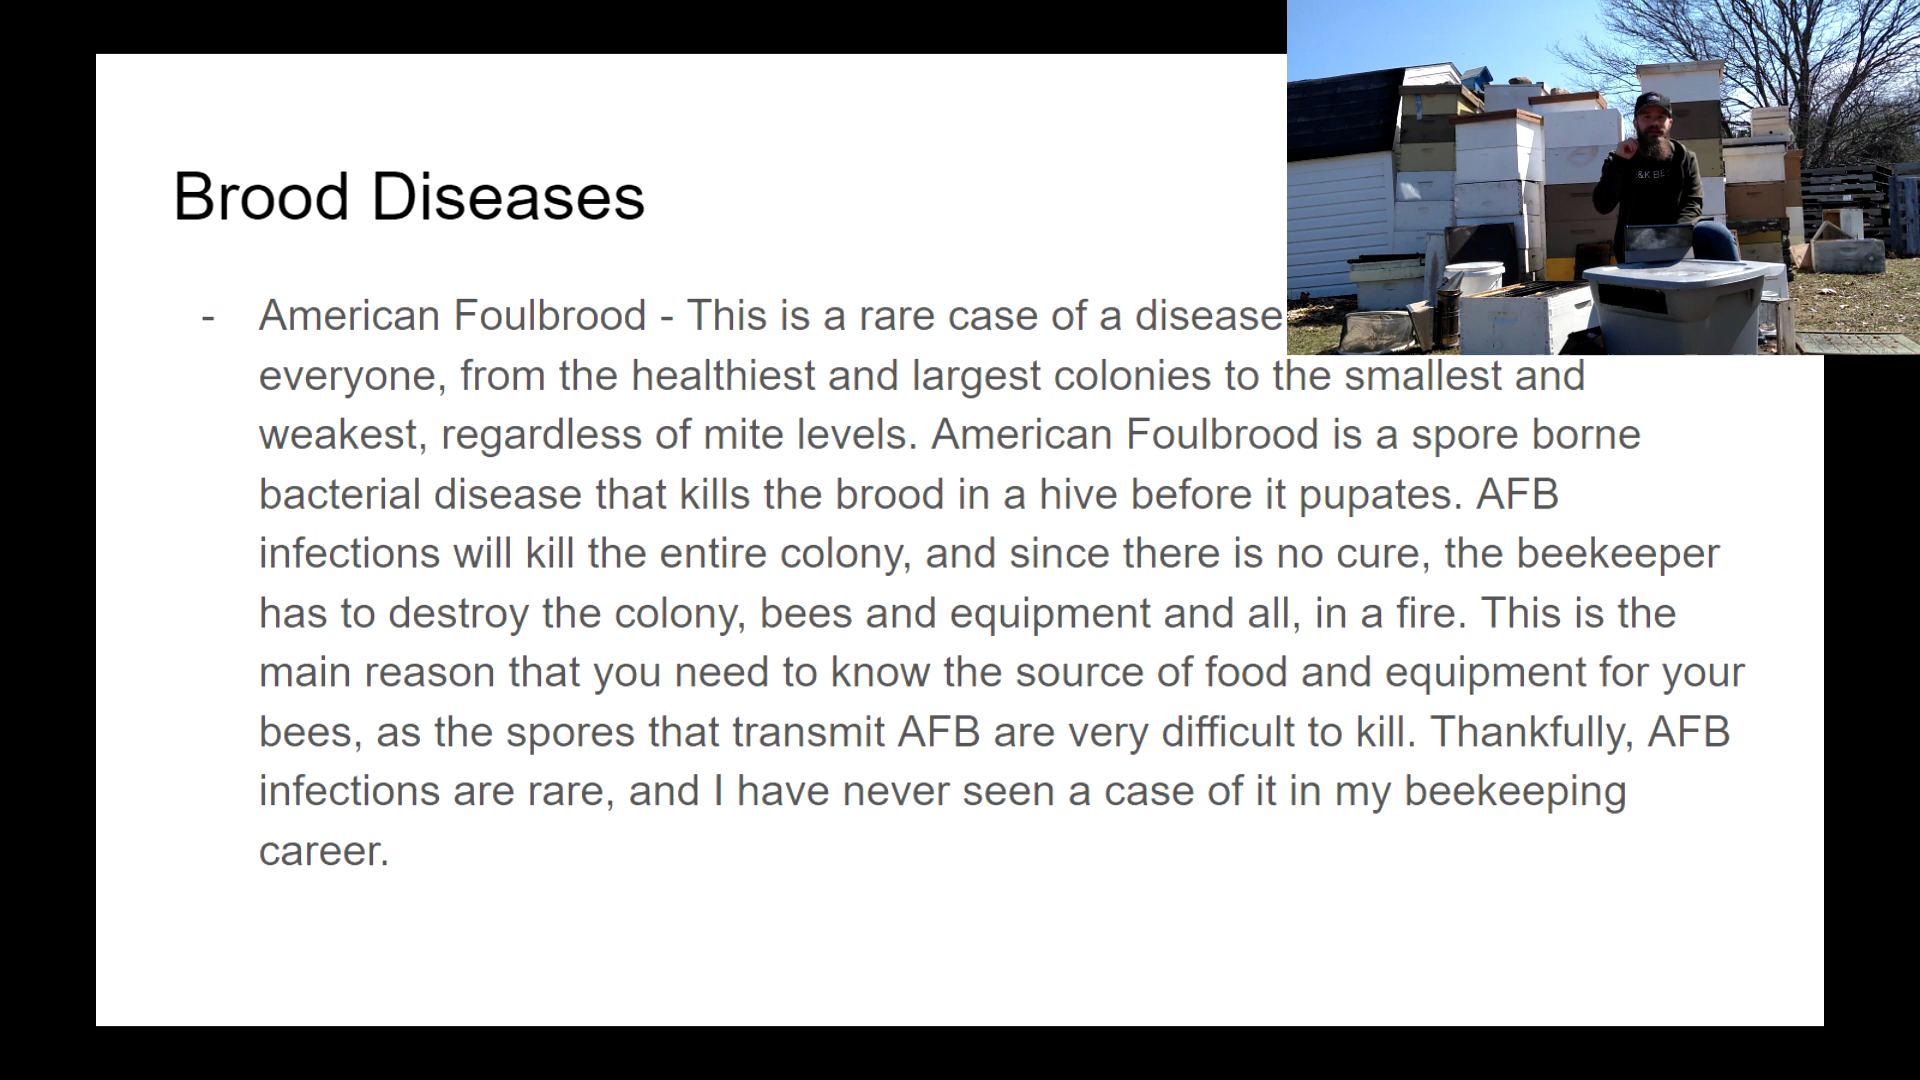 Brood Diseases
- American Foulbrood - This is a rare case of a disease
everyone, from the healthiest and largest colonies to the smallest and
weakest, regardless of mite levels. American Foulbrood is a spore borne
bacterial disease that kills the brood in a hive before it pupates. AFB
infections will kill the entire colony, and since there is no cure, the beekeeper
has to destroy the colony, bees and equipment and all, in a fire. This is the
main reason that you need to know the source of food and equipment for your
bees, as the spores that transmit AFB are very difficult to kill. Thankfully, AFB
infections are rare, and I have never seen a case of it in my beekeeping
career.